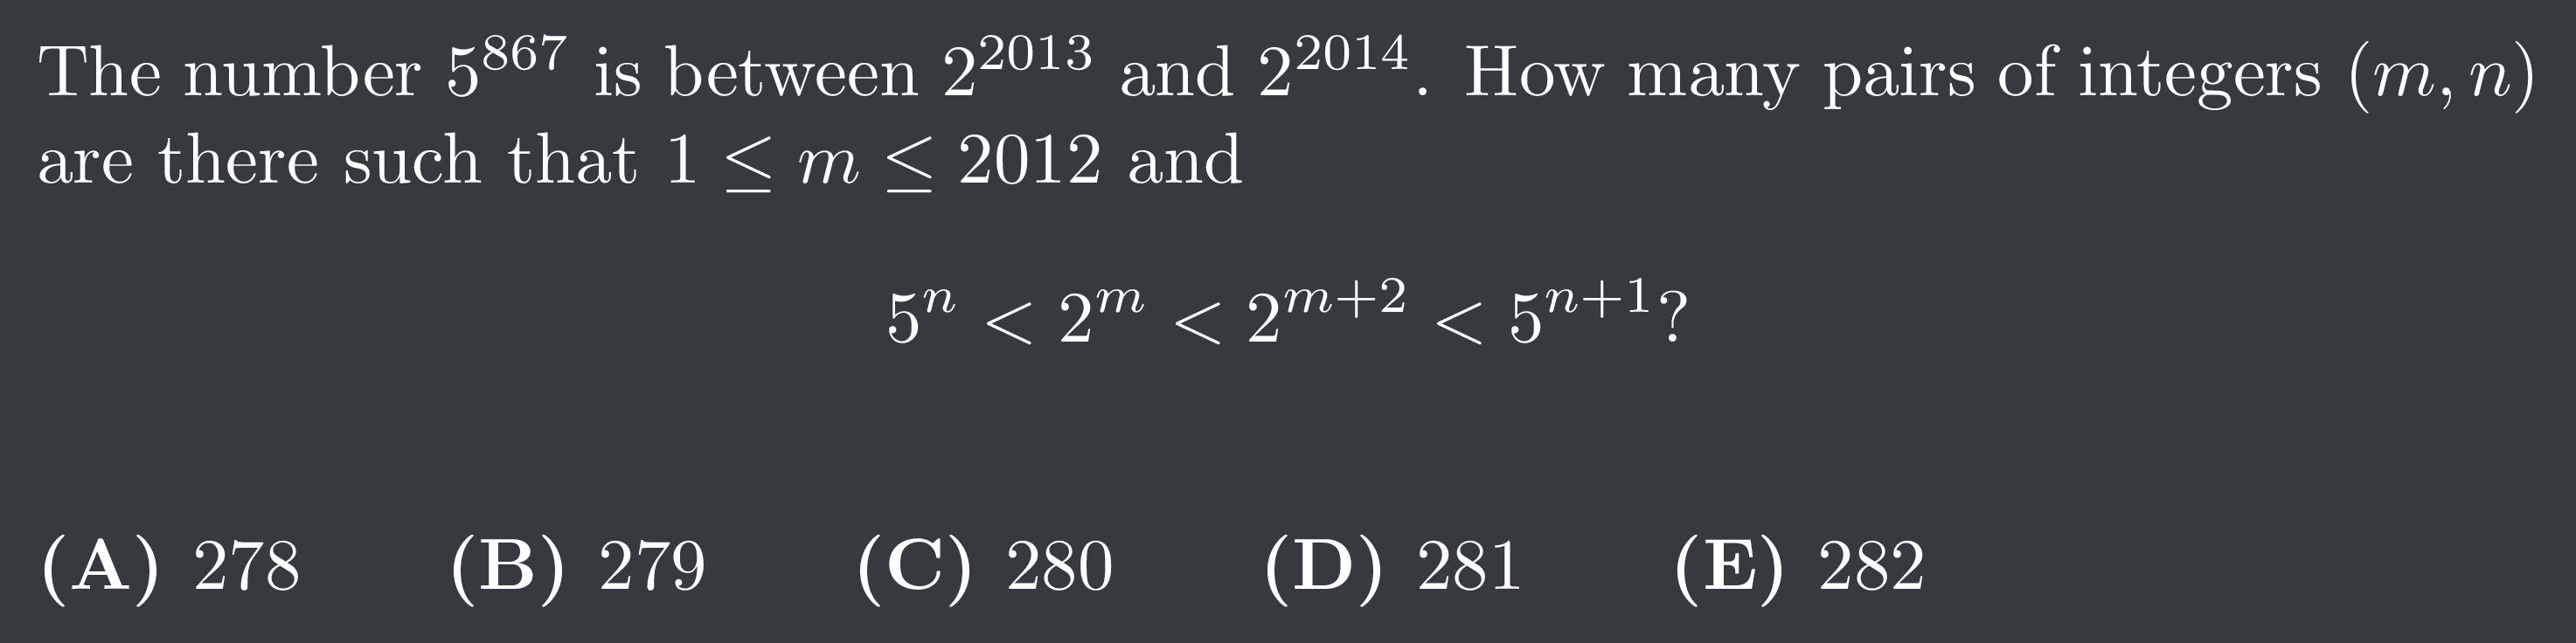 The number 5^867 is between 2^2013 and 2^2014. How many pairs of integers (m, n)
are there such that 1 ≤ m ≤ 2012 and
5^n < 2^m < 2^{m+2} < 5^{n+1}?
(A) 278 (B) 279 (C) 280 (D) 281 (E) 282